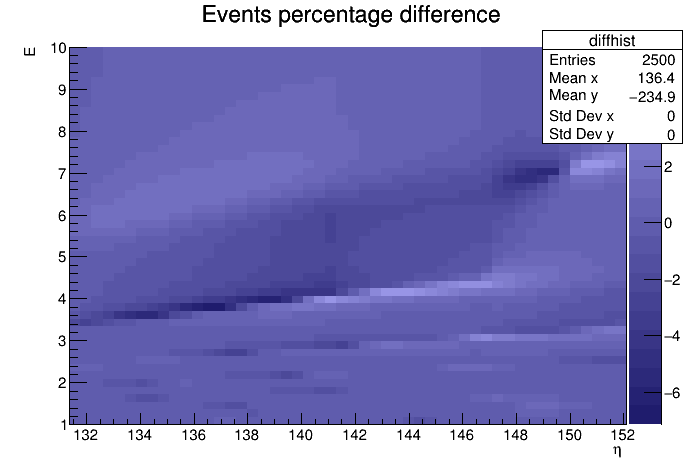 Events percentage difference
E
diffhist
Entries 2500
Mean x 136.4
Mean y −234.9
Std Dev x 0
Std Dev y 0
10
9
8
7
6
5
4
3
2
1
2
0
−2
−4
−6
132 134 136 138 140 142 144 146 148 150 152
η